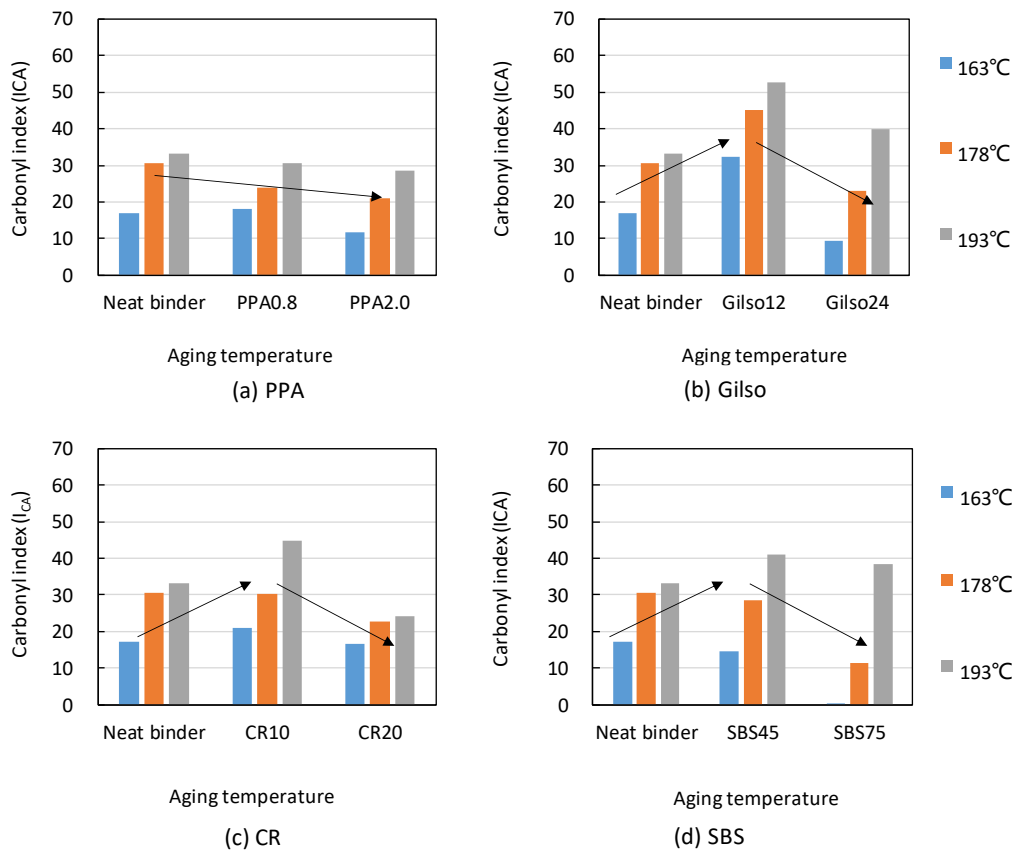 70
60
50
40
30
20
10
0
Carbonyl index (ICA)
Neat binder PPA0.8 PPA2.0
Aging temperature
(a) PPA
70
60
50
40
30
20
10
0
Carbonyl index (ICA)
Neat binder Gilso12 Gilso24
Aging temperature
(b) Gilso
163℃
178℃
193℃
70
60
50
40
30
20
10
0
Carbonyl index (I_CA)
Neat binder CR10 CR20
Aging temperature
(c) CR
70
60
50
40
30
20
10
0
Carbonyl index (ICA)
Neat binder SBS45 SBS75
Aging temperature
(d) SBS
163℃
178℃
193℃